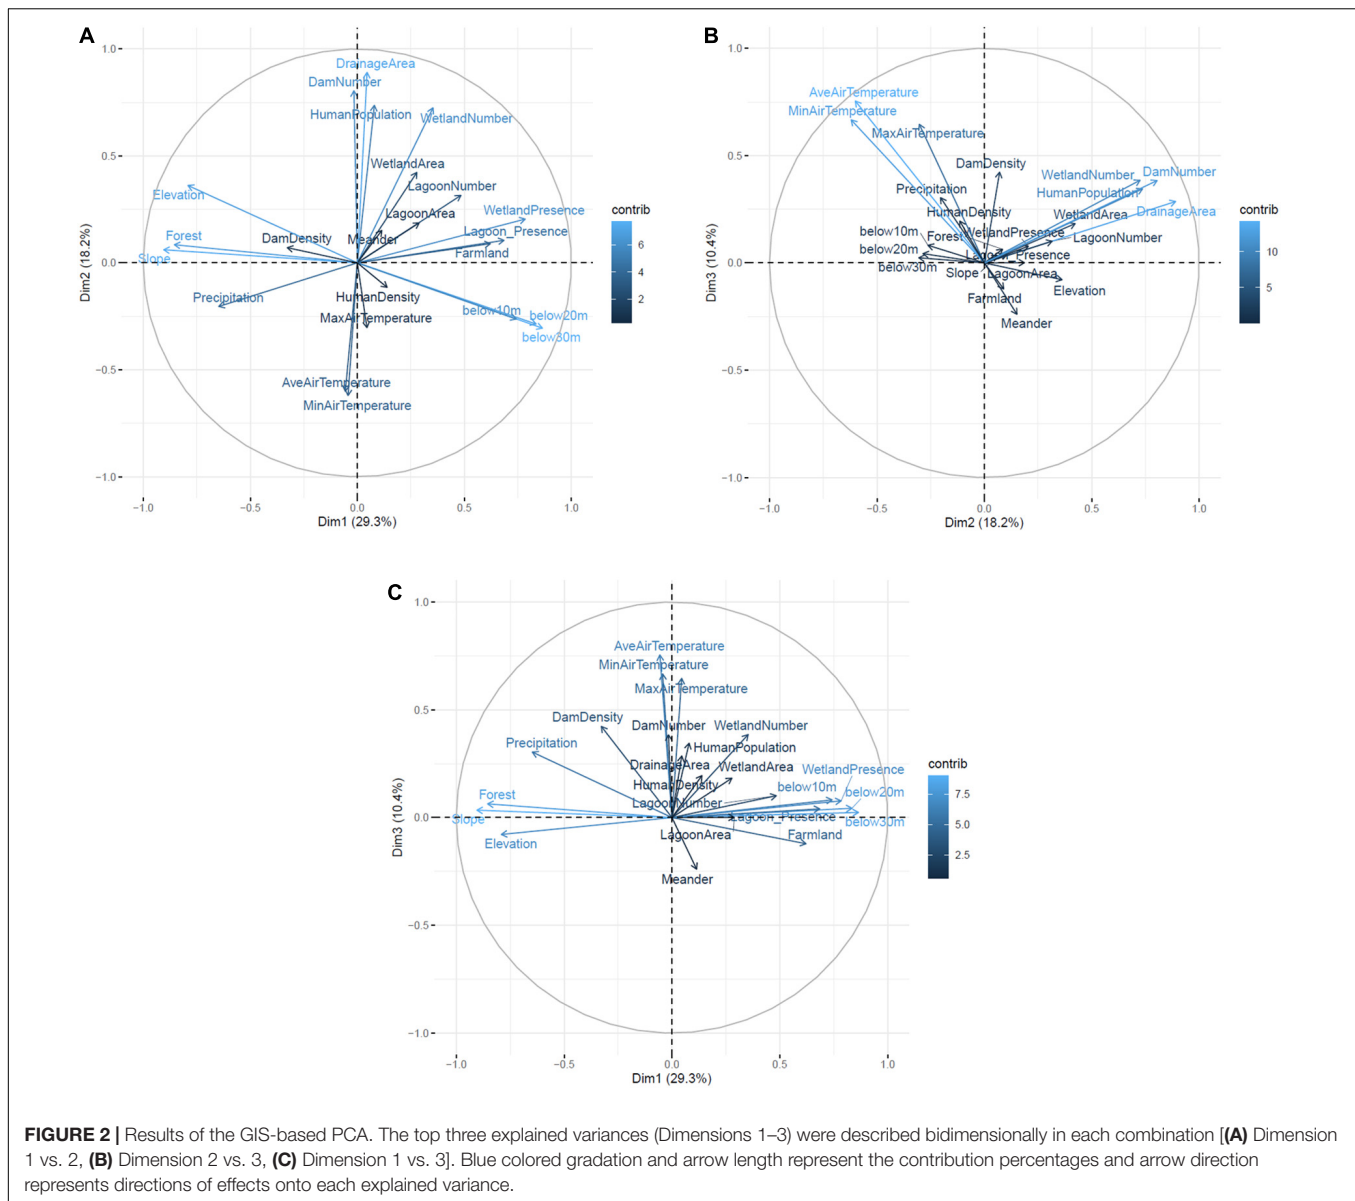 A
1.0
0.5
0.0
−0.5
−1.0
Dim2 (18.2%)
DrainageArea
DamNumber
HumanPopulation
WetlandNumber
WetlandArea
LagoonNumber
Elevation
LagoonArea
WetlandPresence
Forest
DamDensity
Meander
Lagoon_Presence
Slope
Farmland
Precipitation
HumanDensity
MaxAirTemperature
below10m
below20m
below30m
AveAirTemperature
MinAirTemperature
−1.0 −0.5 0.0 0.5 1.0
Dim1 (29.3%)
contrib
6
4
2
B
1.0
0.5
0.0
−0.5
−1.0
Dim3 (10.4%)
AveAirTemperature
MinAirTemperature
MaxAirTemperature
DamDensity
WetlandNumber
DamNumber
Precipitation
HumanPopulation
HumanDensity
WetlandArea
DrainageArea
below10m
Forest
WetlandPresence
LagoonNumber
below20m
Lagoon_Presence
below30m
Slope
LagoonArea
Elevation
Farmland
Meander
−1.0 −0.5 0.0 0.5 1.0
Dim2 (18.2%)
contrib
10
5
C
1.0
0.5
0.0
−0.5
−1.0
Dim3 (10.4%)
AveAirTemperature
MinAirTemperature
MaxAirTemperature
DamDensity
DamNumber
WetlandNumber
Precipitation
HumanPopulation
DrainageArea
WetlandArea
WetlandPresence
HumanDensity
below10m
Forest
below20m
LagoonNumber
Slope
Lagoon_Presence
below30m
Elevation
LagoonArea
Farmland
Meander
−1.0 −0.5 0.0 0.5 1.0
Dim1 (29.3%)
contrib
7.5
5.0
2.5
FIGURE 2 | Results of the GIS-based PCA. The top three explained variances (Dimensions 1–3) were described bidimensionally in each combination [(A) Dimension
1 vs. 2, (B) Dimension 2 vs. 3, (C) Dimension 1 vs. 3]. Blue colored gradation and arrow length represent the contribution percentages and arrow direction
represents directions of effects onto each explained variance.